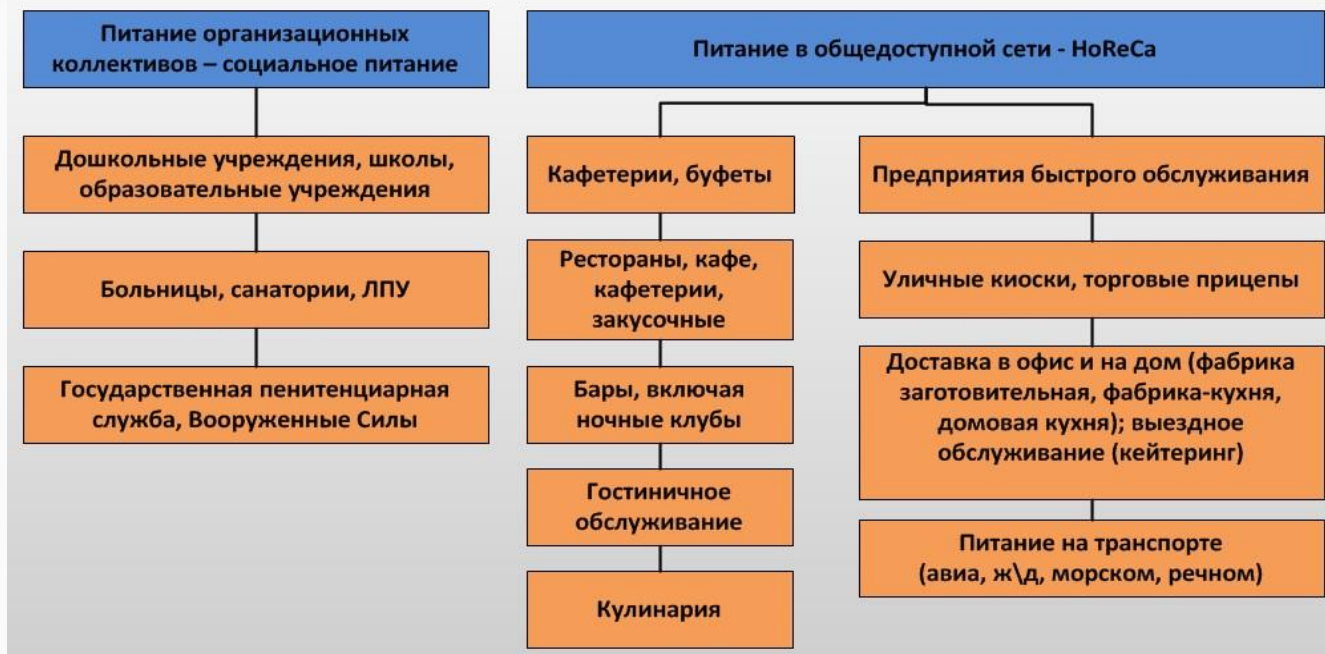 Питание организационных
коллективов – социальное питание
Дошкольные учреждения, школы,
образовательные учреждения
Больницы, санатории, ЛПУ
Государственная пенитенциарная
служба, Вооруженные Силы
Питание в общедоступной сети - HoReCa
Кафетерии, буфеты
Рестораны, кафе,
кафетерии,
закусочные
Бары, включая
ночные клубы
Гостиничное
обслуживание
Кулинария
Предприятия быстрого обслуживания
Уличные киоски, торговые прицепы
Доставка в офис и на дом (фабрика
заготовительная, фабрика-кухня,
домовая кухня); выездное
обслуживание (кейтеринг)
Питание на транспорте
(авиа, ж\д, морском, речном)